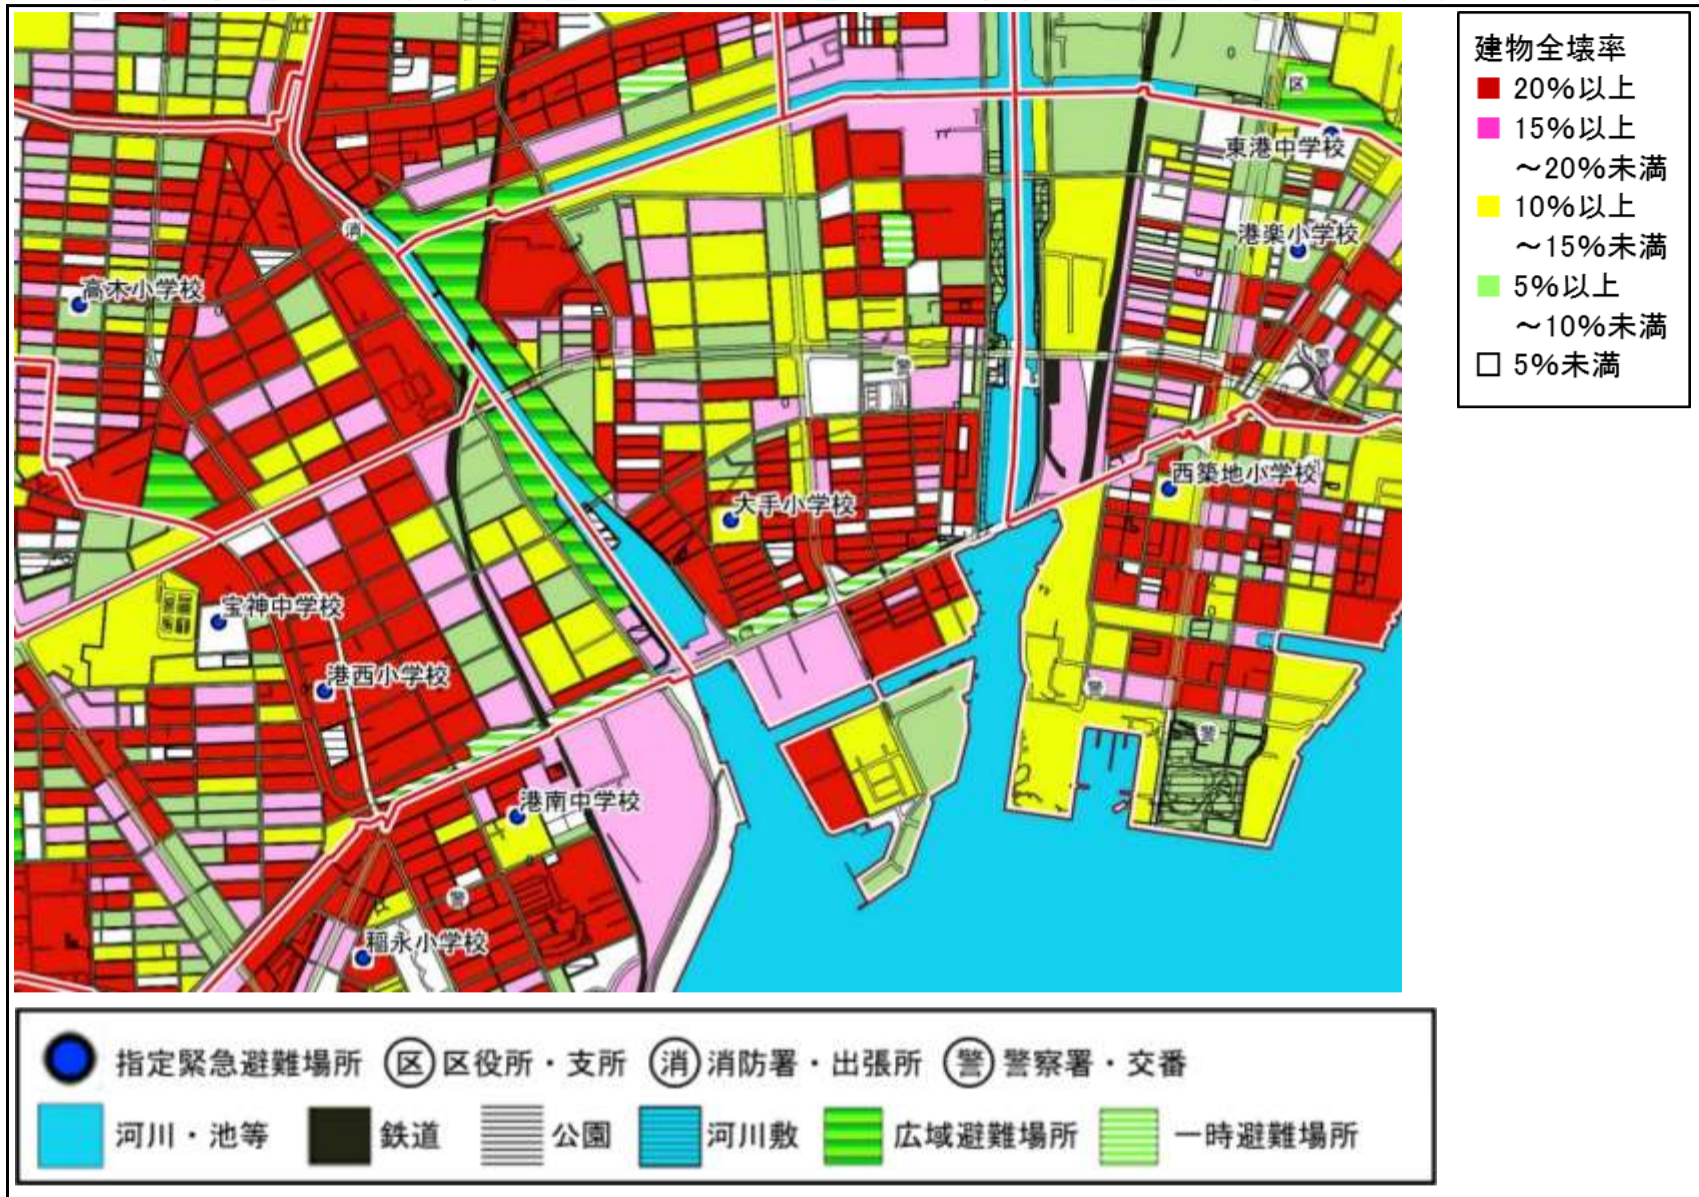 建物全壊率
20%以上
15%以上
～20%未満
10%以上
～15%未満
5%以上
～10%未満
5%未満
区
東港中学校
消
港楽小学校
高木小学校
警
警
西築地小学校
大手小学校
宝神中学校
港西小学校
警
警
港南中学校
警
稲永小学校
指定緊急避難場所 区 区役所・支所 消 消防署・出張所 警 警察署・交番
河川・池等 鉄道 公園 河川敷 広域避難場所 一時避難場所